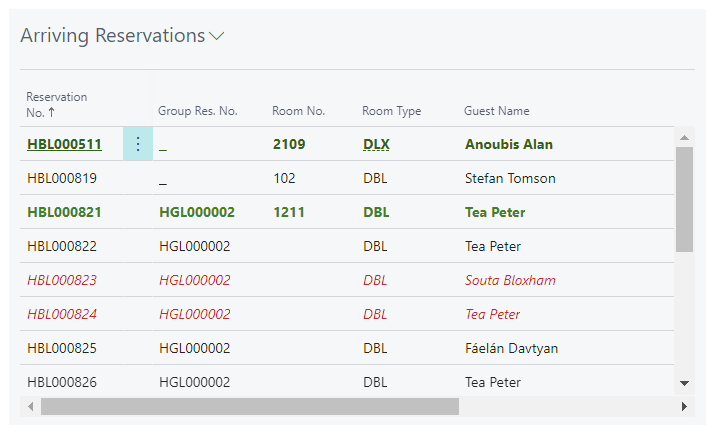 Arriving Reservations
Reservation
No. ↑ Group Res. No. Room No. Room Type Guest Name
HBL000511 _ 2109 DLX Anoubis Alan
HBL000819 _ 102 DBL Stefan Tomson
HBL000821 HGL000002 1211 DBL Tea Peter
HBL000822 HGL000002 DBL Tea Peter
HBL000823 HGL000002 DBL Souta Bloxham
HBL000824 HGL000002 DBL Tea Peter
HBL000825 HGL000002 DBL Fáelán Davtyan
HBL000826 HGL000002 DBL Tea Peter